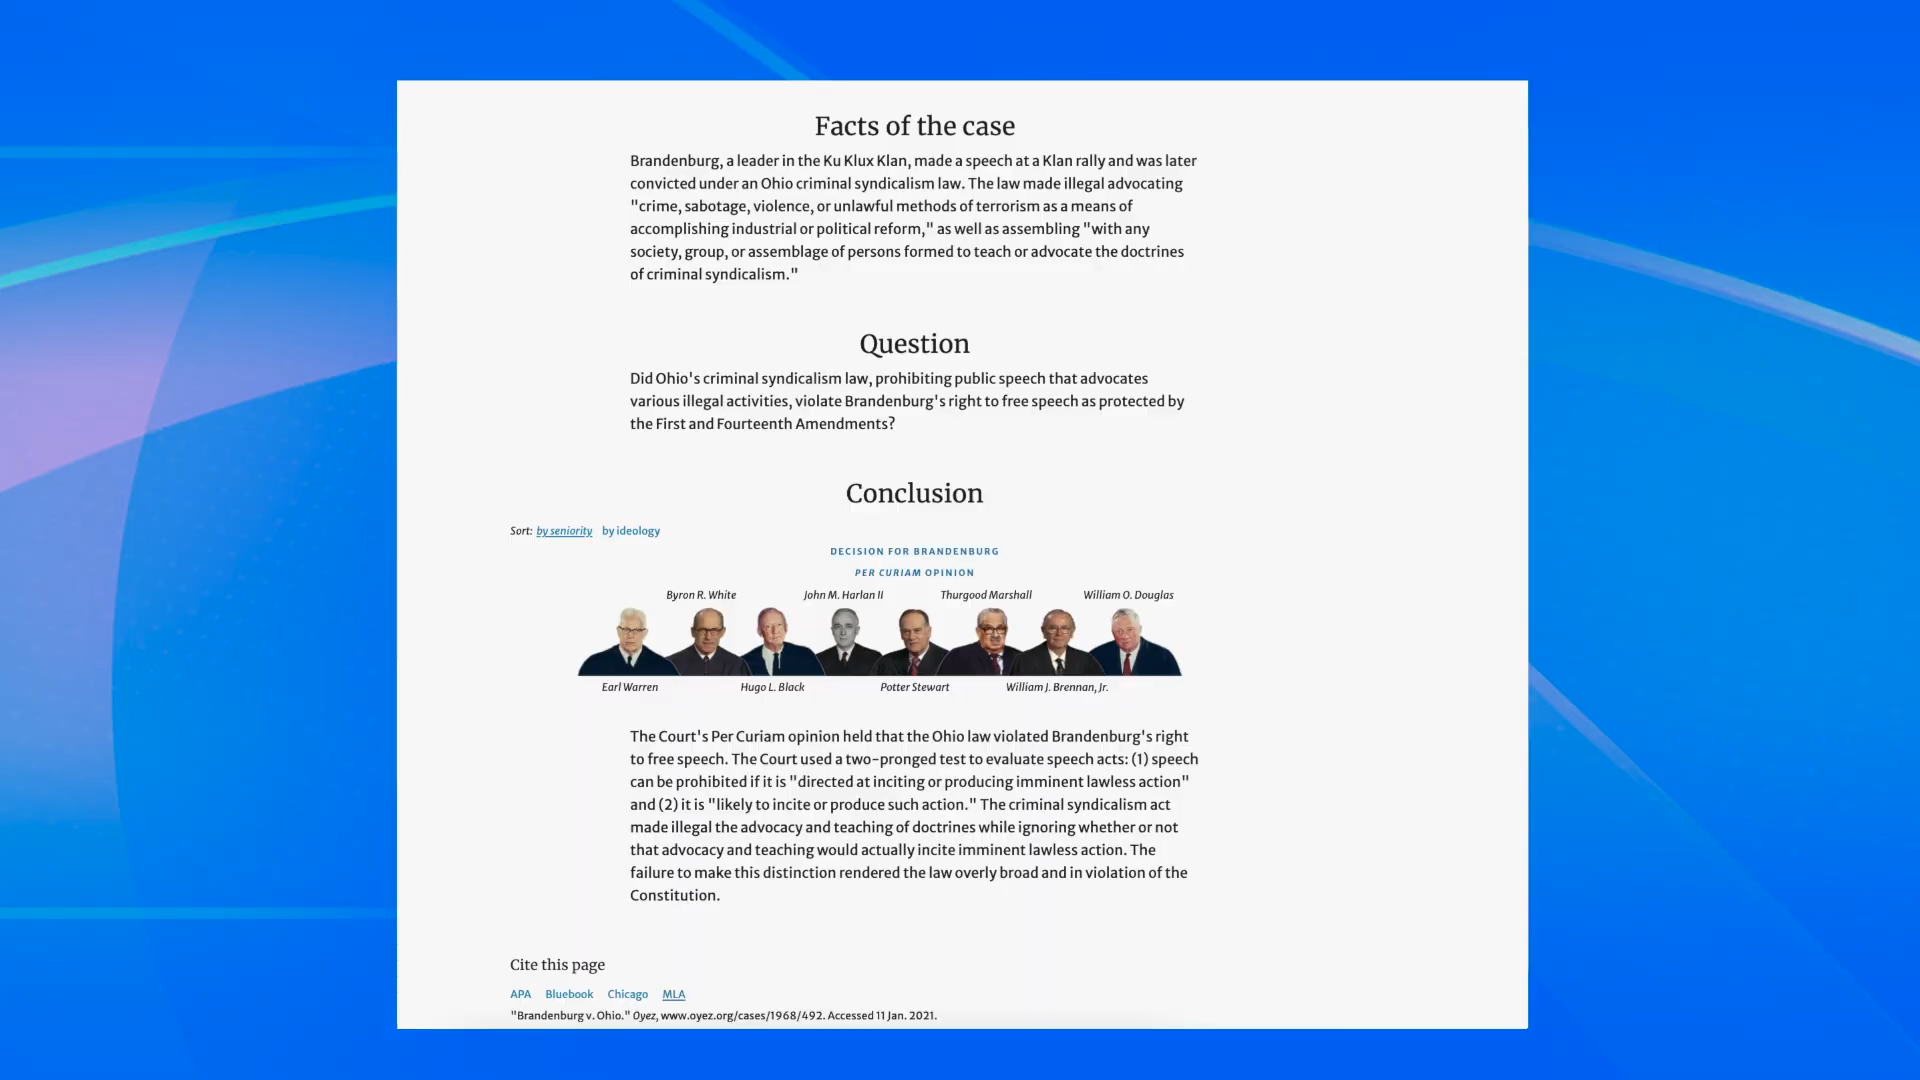 Facts of the case
Brandenburg, a leader in the Ku Klux Klan, made a speech at a Klan rally and was later
convicted under an Ohio criminal syndicalism law. The law made illegal advocating
"crime, sabotage, violence, or unlawful methods of terrorism as a means of
accomplishing industrial or political reform," as well as assembling "with any
society, group, or assemblage of persons formed to teach or advocate the doctrines
of criminal syndicalism."
Question
Did Ohio's criminal syndicalism law, prohibiting public speech that advocates
various illegal activities, violate Brandenburg's right to free speech as protected by
the First and Fourteenth Amendments?
Conclusion
Sort: by seniority by ideology
DECISION FOR BRANDENBURG
PER CURIAM OPINION
Byron R. White John M. Harlan II Thurgood Marshall William O. Douglas
Earl Warren Hugo L. Black Potter Stewart William J. Brennan, Jr.
The Court's Per Curiam opinion held that the Ohio law violated Brandenburg's right
to free speech. The Court used a two-pronged test to evaluate speech acts: (1) speech
can be prohibited if it is "directed at inciting or producing imminent lawless action"
and (2) it is "likely to incite or produce such action." The criminal syndicalism act
made illegal the advocacy and teaching of doctrines while ignoring whether or not
that advocacy and teaching would actually incite imminent lawless action. The
failure to make this distinction rendered the law overly broad and in violation of the
Constitution.
Cite this page
APA Bluebook Chicago MLA
"Brandenburg v. Ohio." Oyez, www.oyez.org/cases/1968/492. Accessed 11 Jan. 2021.